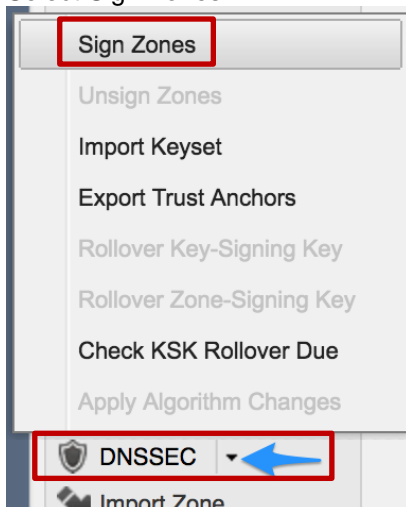 Sign Zones
Unsign Zones
Import Keyset
Export Trust Anchors
Rollover Key-Signing Key
Rollover Zone-Signing Key
Check KSK Rollover Due
Apply Algorithm Changes
DNSSEC
Import Zone